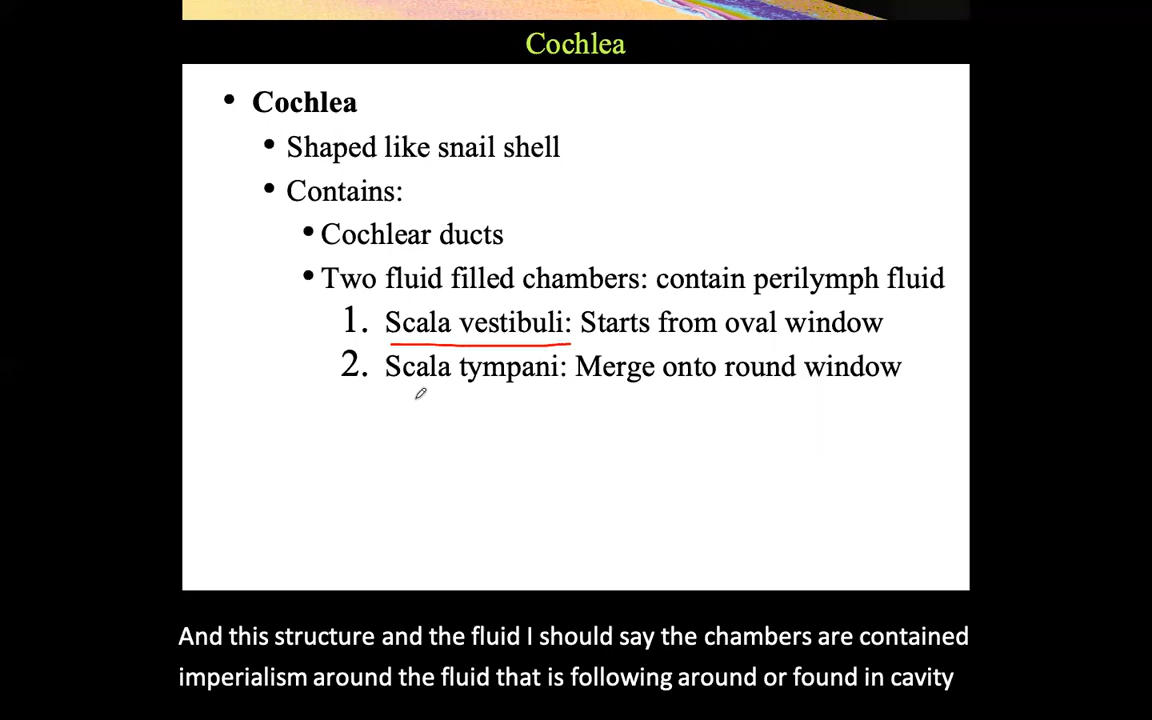 Cochlea
• Cochlea
• Shaped like snail shell
• Contains:
• Cochlear ducts
• Two fluid filled chambers: contain perilymph fluid
1. Scala vestibuli: Starts from oval window
2. Scala tympani: Merge onto round window
And this structure and the fluid I should say the chambers are contained
imperialism around the fluid that is following around or found in cavity